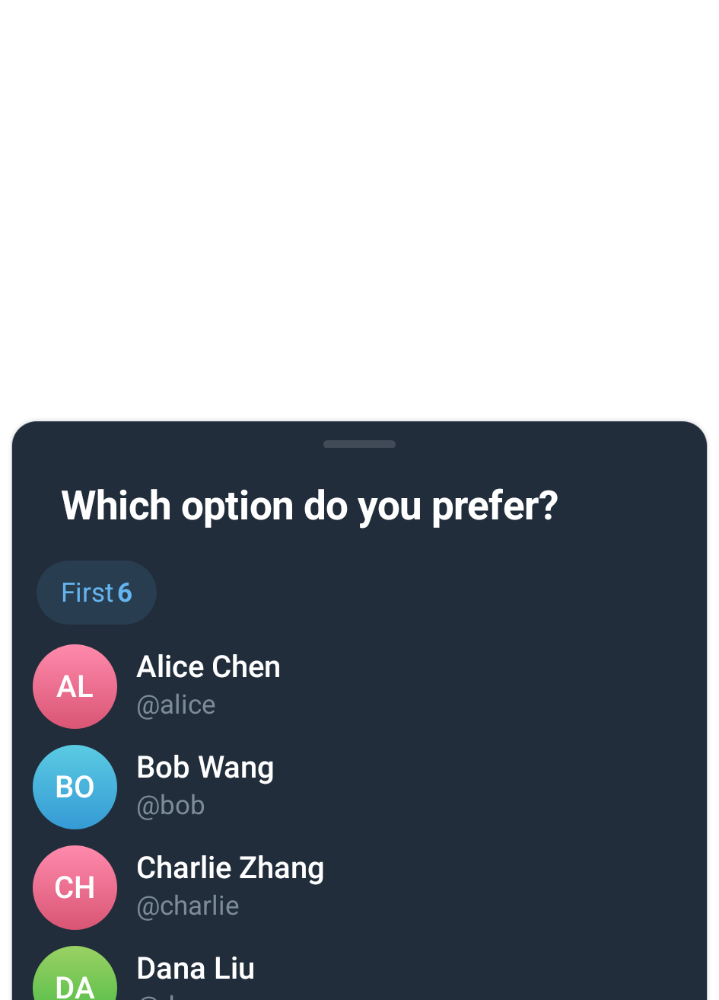 Which option do you prefer?
First 6
AL
Alice Chen
@alice
BO
Bob Wang
@bob
CH
Charlie Zhang
@charlie
DA
Dana Liu